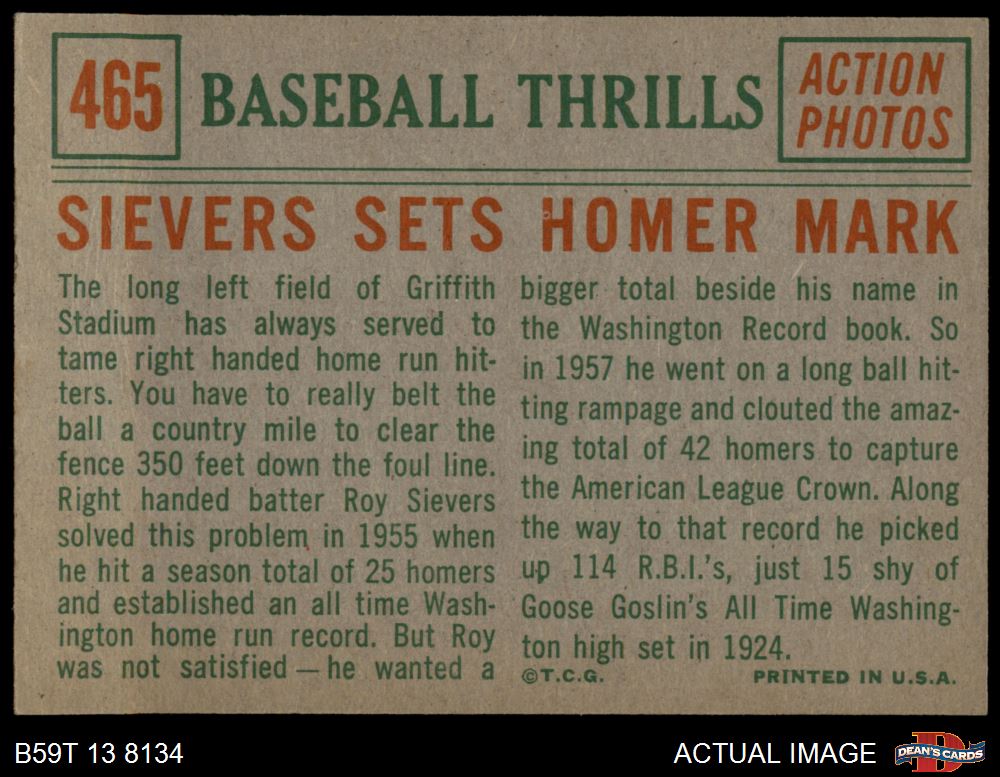 465
BASEBALL THRILLS
ACTION
PHOTOS
SIEVERS SETS HOMER MARK
The long left field of Griffith
Stadium has always served to
tame right handed home run hit-
ters. You have to really belt the
ball a country mile to clear the
fence 350 feet down the foul line.
Right handed batter Roy Sievers
solved this problem in 1955 when
he hit a season total of 25 homers
and established an all time Wash-
ington home run record. But Roy
was not satisfied — he wanted a
bigger total beside his name in
the Washington Record book. So
in 1957 he went on a long ball hit-
ting rampage and clouted the amaz-
ing total of 42 homers to capture
the American League Crown. Along
the way to that record he picked
up 114 R.B.I.'s, just 15 shy of
Goose Goslin's All Time Washing-
ton high set in 1924.
©T.C.G. PRINTED IN U.S.A.
B59T 13 8134
ACTUAL IMAGE
D
DEAN'S CARDS